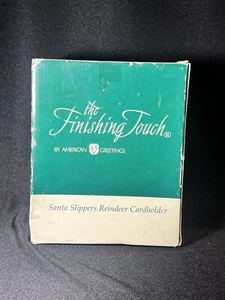 the
Finishing Touch®
BY AMERICAN GREETINGS
Santa Slippers Reindeer Cardholder